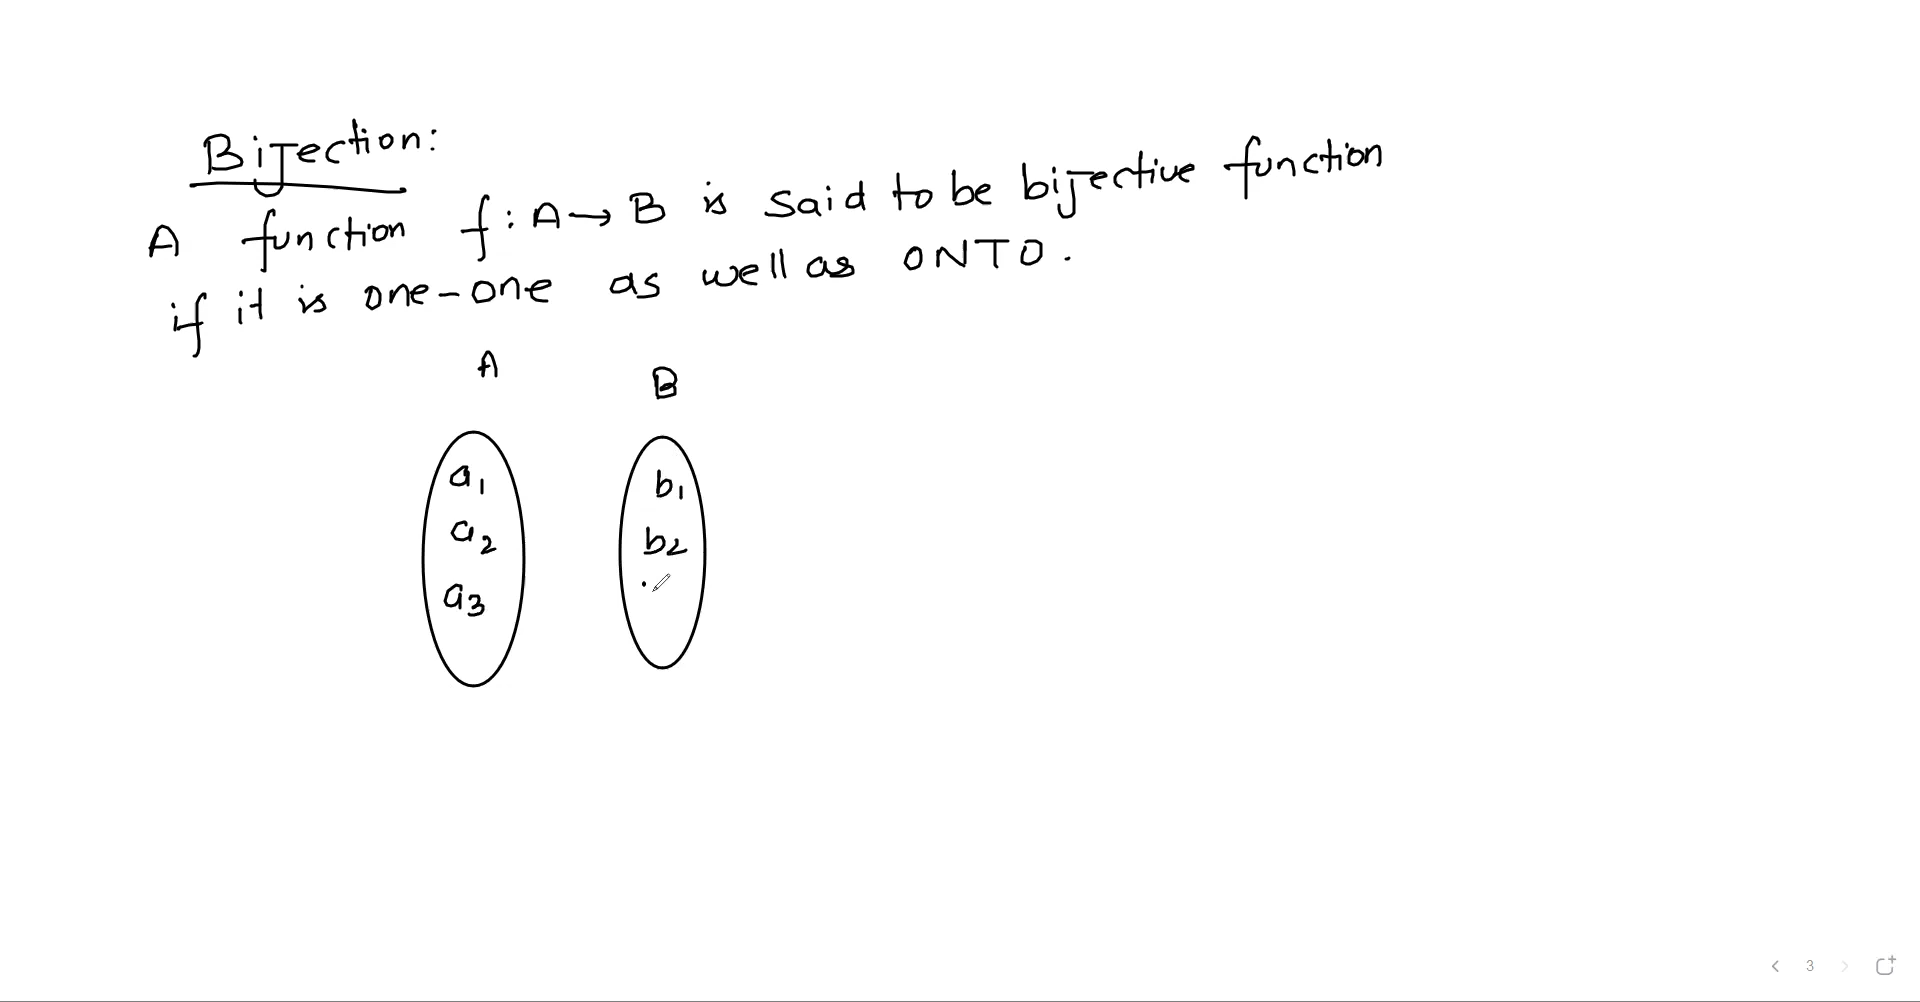 Bijection:
A function f: A → B is said to be bijective function
if it is one-one as well as ONTO.
A B
a1 b1
a2 b2
a3
3